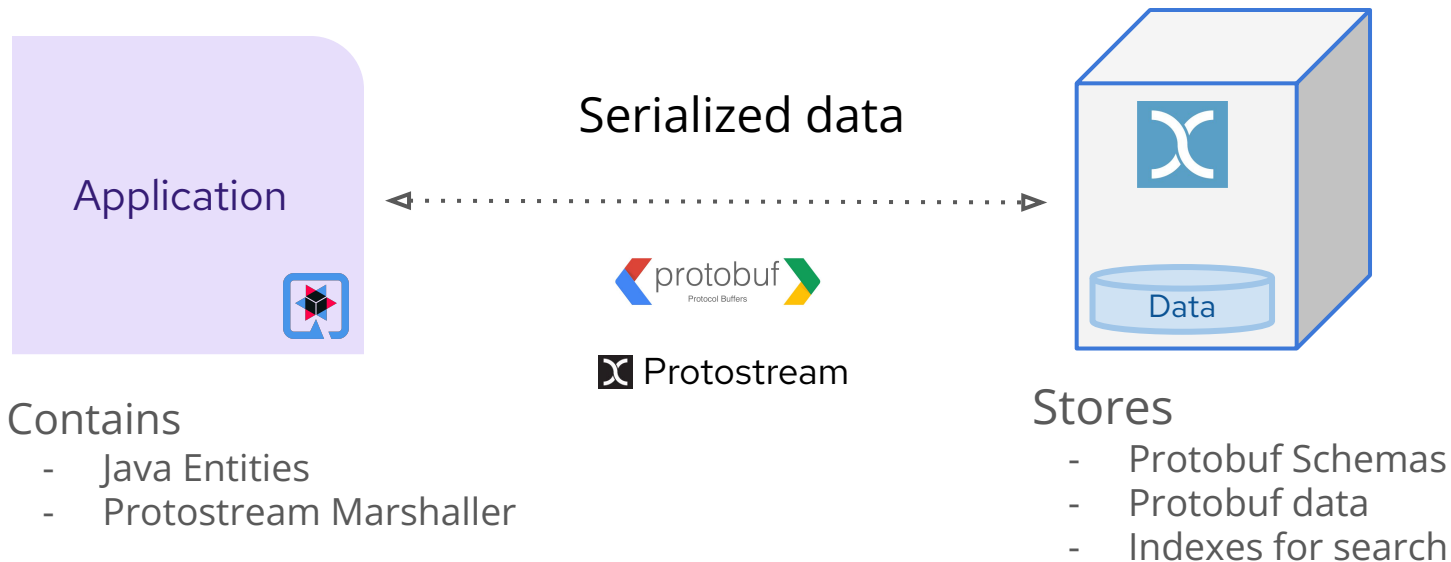 Application
Serialized data
protobuf
Protocol Buffers
Protostream
Data
Contains
- Java Entities
- Protostream Marshaller
Stores
- Protobuf Schemas
- Protobuf data
- Indexes for search